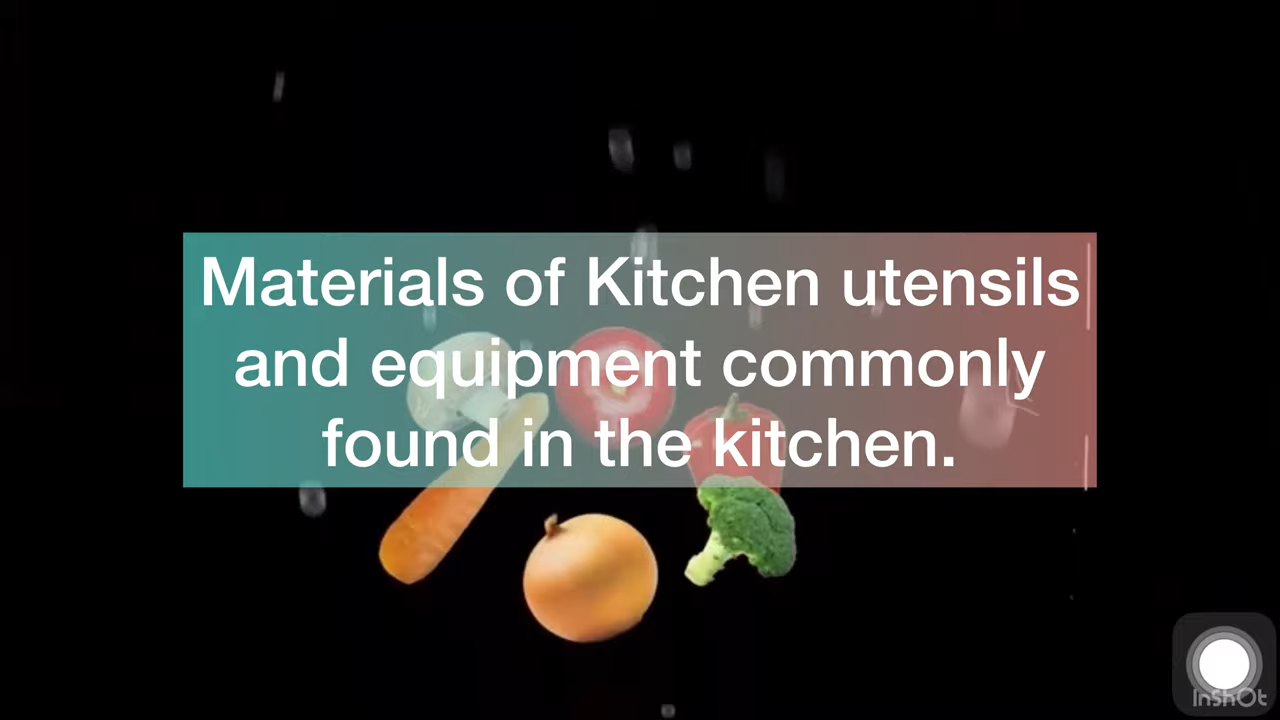 Materials of Kitchen utensils
and equipment commonly
found in the kitchen.
InShOt